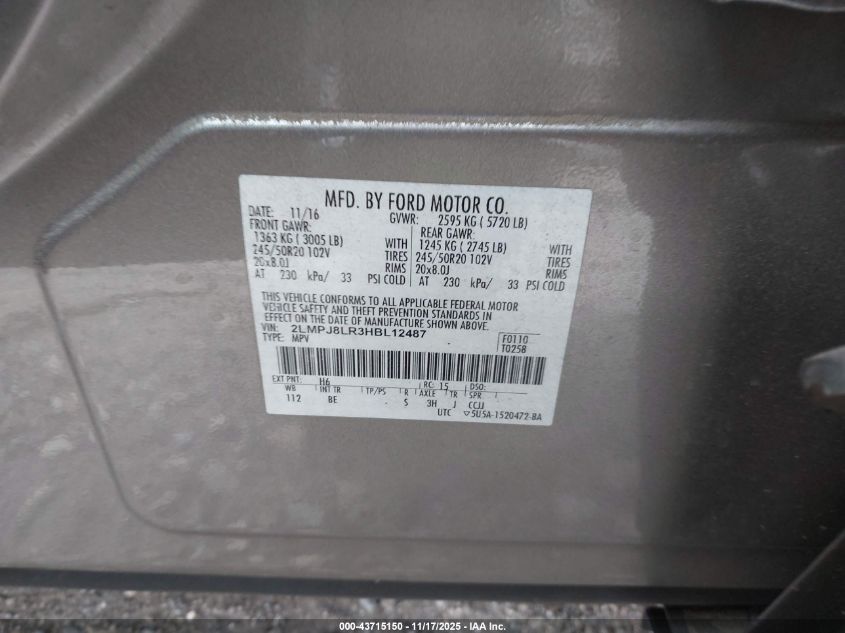 MFD. BY FORD MOTOR CO.
DATE: 11/16 GVWR: 2595 KG ( 5720 LB)
FRONT GAWR: REAR GAWR:
1363 KG ( 3005 LB) WITH 1245 KG ( 2745 LB) WITH
245/50R20 102V TIRES 245/50R20 102V TIRES
20x8.0J RIMS 20x8.0J RIMS
AT 230 kPa/ 33 PSI COLD AT 230 kPa/ 33 PSI COLD
THIS VEHICLE CONFORMS TO ALL APPLICABLE FEDERAL MOTOR
VEHICLE SAFETY AND THEFT PREVENTION STANDARDS IN
EFFECT ON THE DATE OF MANUFACTURE SHOWN ABOVE.
VIN: 2LMPJ8LR3HBL12487 F0110
TYPE: MPV T0258
EXT PNT: H6 RC: 15 DSO:
WB INT TR TP/PS R AXLE TR SPR
112 BE S 3H J CCJJ
UTC ▽5U5A-1520472-BA
000-43715150 — 11/17/2025 — IAA Inc.